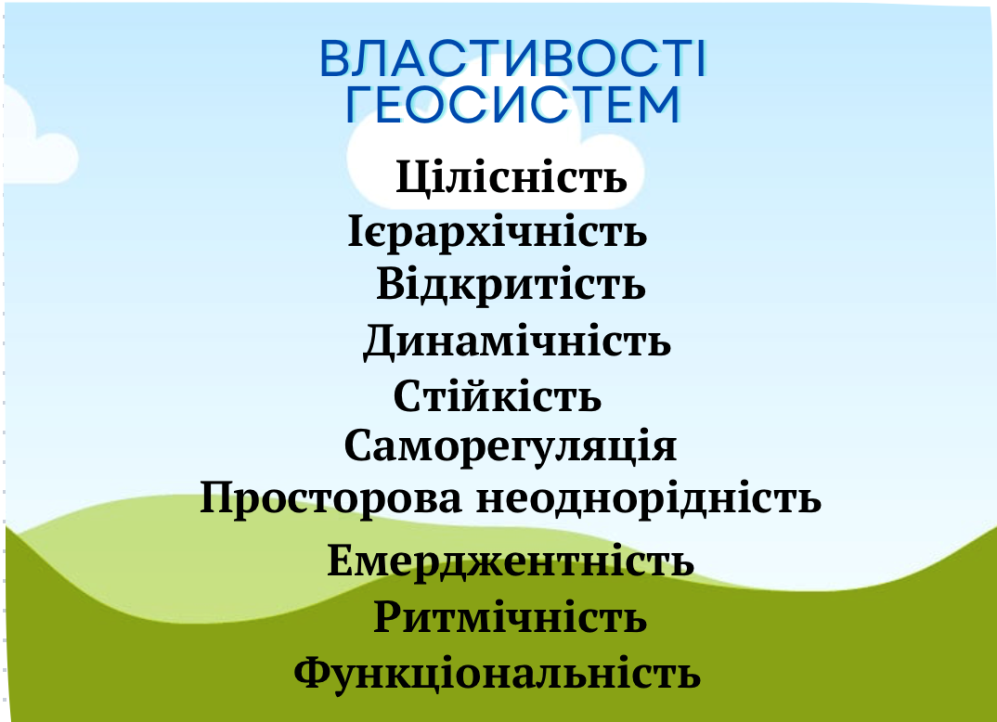 ВЛАСТИВОСТІ
ГЕОСИСТЕМ
Цілісність
Ієрархічність
Відкритість
Динамічність
Стійкість
Саморегуляція
Просторова неоднорідність
Емерджентність
Ритмічність
Функціональність